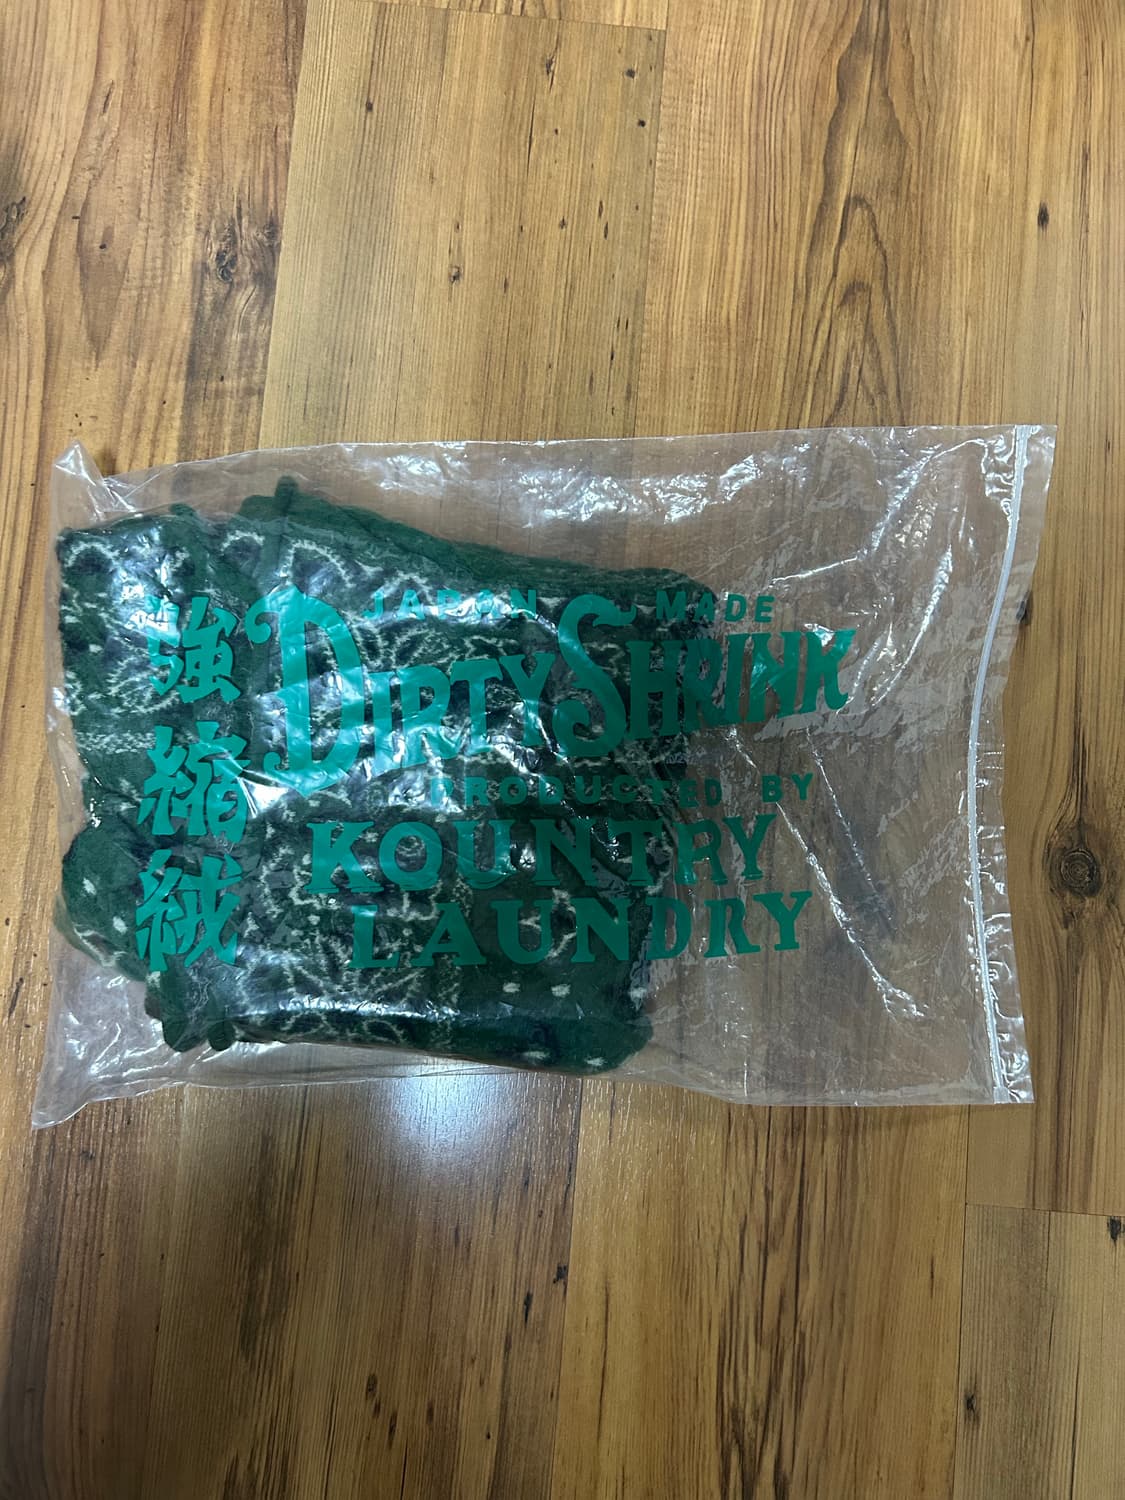 強縮絨
JAPAN MADE
DIRTY SHRINK
PRODUCTED BY
KOUNTRY
LAUNDRY